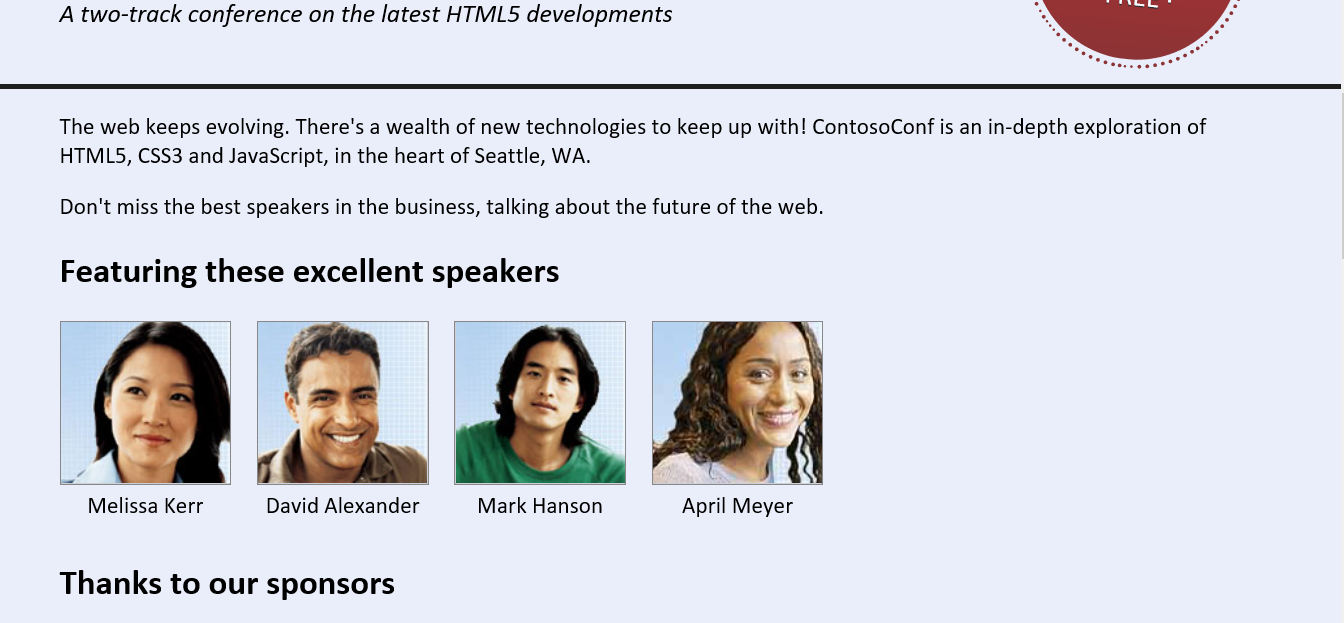 A two-track conference on the latest HTML5 developments
The web keeps evolving. There's a wealth of new technologies to keep up with! ContosoConf is an in-depth exploration of
HTML5, CSS3 and JavaScript, in the heart of Seattle, WA.
Don't miss the best speakers in the business, talking about the future of the web.
Featuring these excellent speakers
Melissa Kerr David Alexander Mark Hanson April Meyer
Thanks to our sponsors